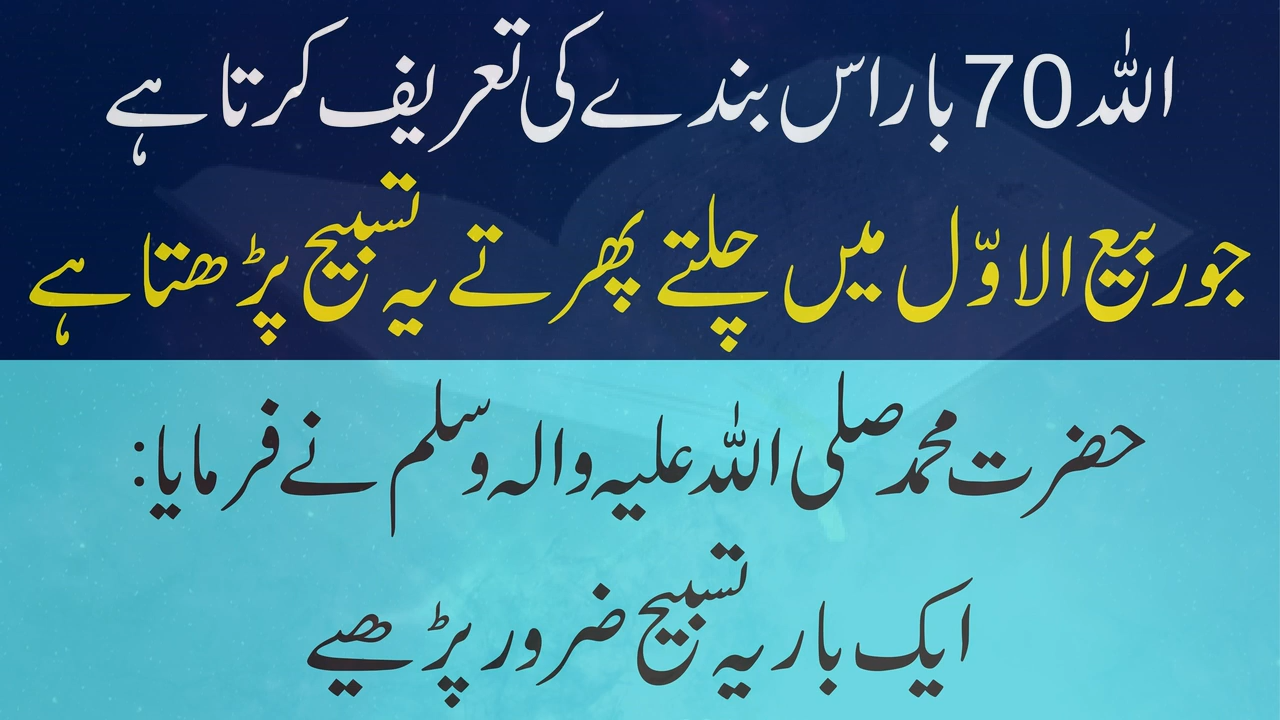 اللہ 70 بار اس بندے کی تعریف کرتا ہے
جو ربیع الاوّل میں چلتے پھرتے یہ تسبیح پڑھتا ہے
حضرت محمد صلی اللہ علیہ والہ وسلم نے فرمایا:
ایک بار یہ تسبیح ضرور پڑھیے